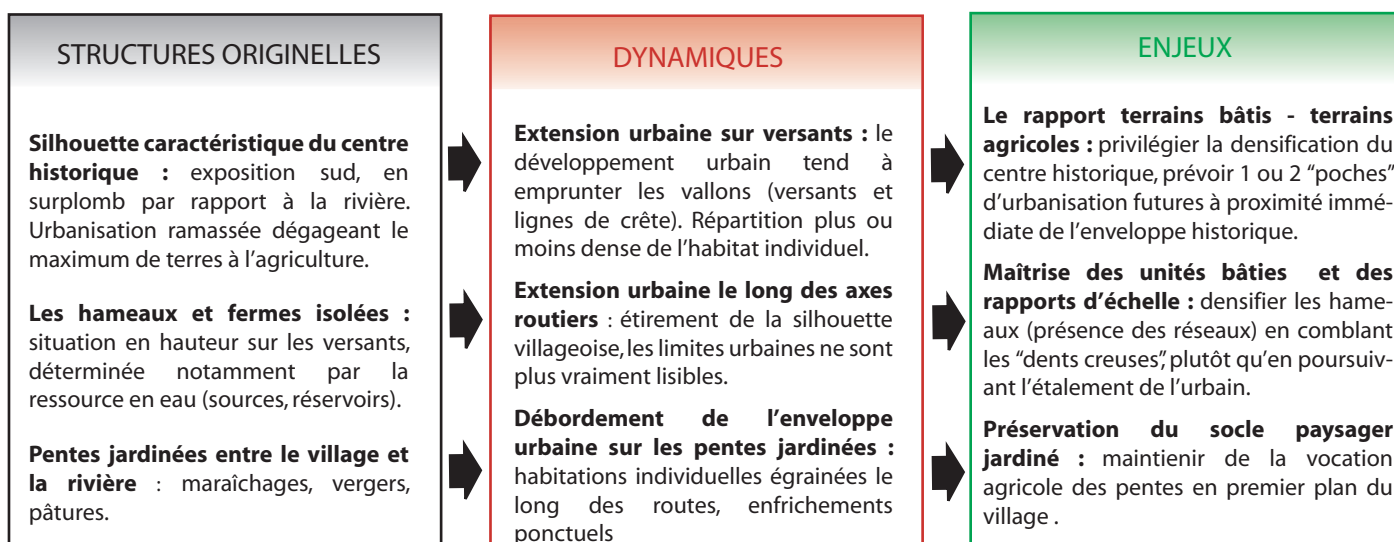 STRUCTURES ORIGINELLES
Silhouette caractéristique du centre
historique : exposition sud, en
surplomb par rapport à la rivière.
Urbanisation ramassée dégageant le
maximum de terres à l'agriculture.
Les hameaux et fermes isolées :
situation en hauteur sur les versants,
déterminée notamment par la
ressource en eau (sources, réservoirs).
Pentes jardinées entre le village et
la rivière : maraîchages, vergers,
pâtures.
DYNAMIQUES
Extension urbaine sur versants : le
développement urbain tend à
emprunter les vallons (versants et
lignes de crête). Répartition plus ou
moins dense de l'habitat individuel.
Extension urbaine le long des axes
routiers : étirement de la silhouette
villageoise, les limites urbaines ne sont
plus vraiment lisibles.
Débordement de l'enveloppe
urbaine sur les pentes jardinées :
habitations individuelles égrainées le
long des routes, enfrichements
ponctuels
ENJEUX
Le rapport terrains bâtis - terrains
agricoles : privilégier la densification du
centre historique, prévoir 1 ou 2 "poches"
d'urbanisation futures à proximité immé-
diate de l'enveloppe historique.
Maîtrise des unités bâties et des
rapports d'échelle : densifier les hame-
aux (présence des réseaux) en comblant
les "dents creuses", plutôt qu'en poursuiv-
ant l'étalement de l'urbain.
Préservation du socle paysager
jardiné : maintienir de la vocation
agricole des pentes en premier plan du
village .